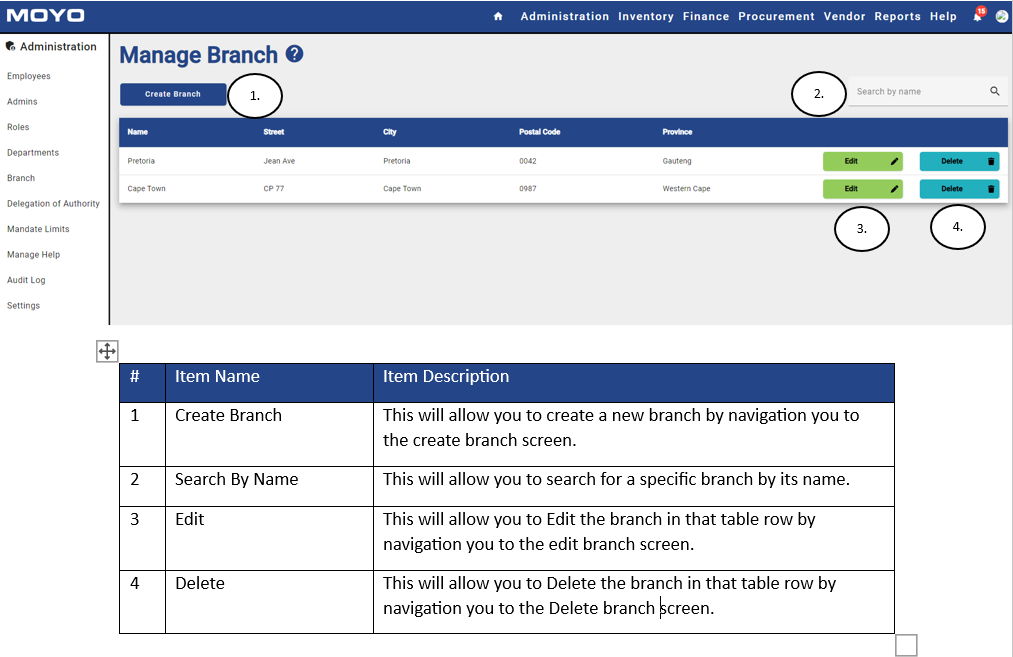 MOYO
Administration Inventory Finance Procurement Vendor Reports Help 15
Administration
Employees
Admins
Roles
Departments
Branch
Delegation of Authority
Mandate Limits
Manage Help
Audit Log
Settings
Manage Branch ?
Create Branch 1. 2. Search by name
Name Street City Postal Code Province
Pretoria Jean Ave Pretoria 0042 Gauteng Edit Delete
Cape Town CP 77 Cape Town 0987 Western Cape Edit Delete
3. 4.
# Item Name Item Description
1 Create Branch This will allow you to create a new branch by navigation you to
the create branch screen.
2 Search By Name This will allow you to search for a specific branch by its name.
3 Edit This will allow you to Edit the branch in that table row by
navigation you to the edit branch screen.
4 Delete This will allow you to Delete the branch in that table row by
navigation you to the Delete branch screen.